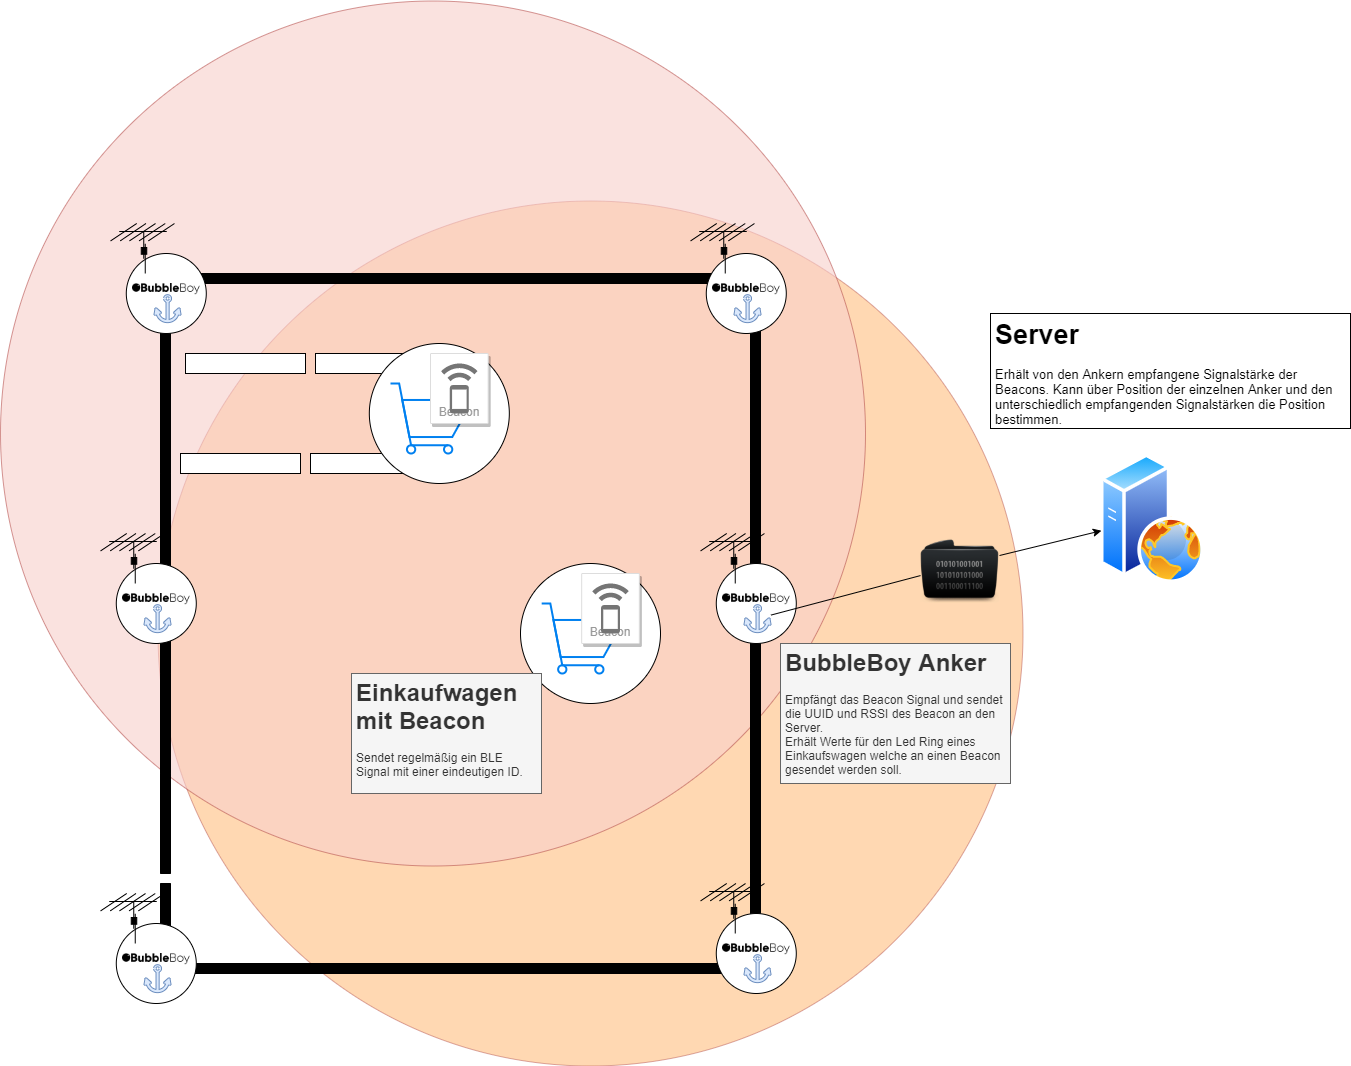 BubbleBoy
BubbleBoy
Beacon
Server
Erhält von den Ankern empfangene Signalstärke der
Beacons. Kann über Position der einzelnen Anker und den
unterschiedlich empfangenden Signalstärken die Position
bestimmen.
010101001001
101010101000
001100011100
BubbleBoy
BubbleBoy
Beacon
Einkaufwagen
mit Beacon
Sendet regelmäßig ein BLE
Signal mit einer eindeutigen ID.
BubbleBoy Anker
Empfängt das Beacon Signal und sendet
die UUID und RSSI des Beacon an den
Server.
Erhält Werte für den Led Ring eines
Einkaufswagen welche an einen Beacon
gesendet werden soll.
BubbleBoy
BubbleBoy